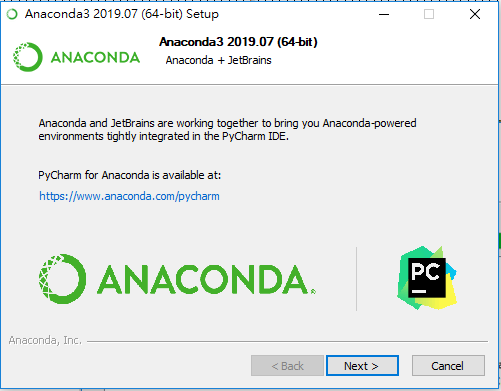 Anaconda3 2019.07 (64-bit) Setup
ANACONDA
Anaconda3 2019.07 (64-bit)
Anaconda + JetBrains
Anaconda and JetBrains are working together to bring you Anaconda-powered
environments tightly integrated in the PyCharm IDE.
PyCharm for Anaconda is available at:
https://www.anaconda.com/pycharm
ANACONDA®
PC
Anaconda, Inc.
< Back Next > Cancel